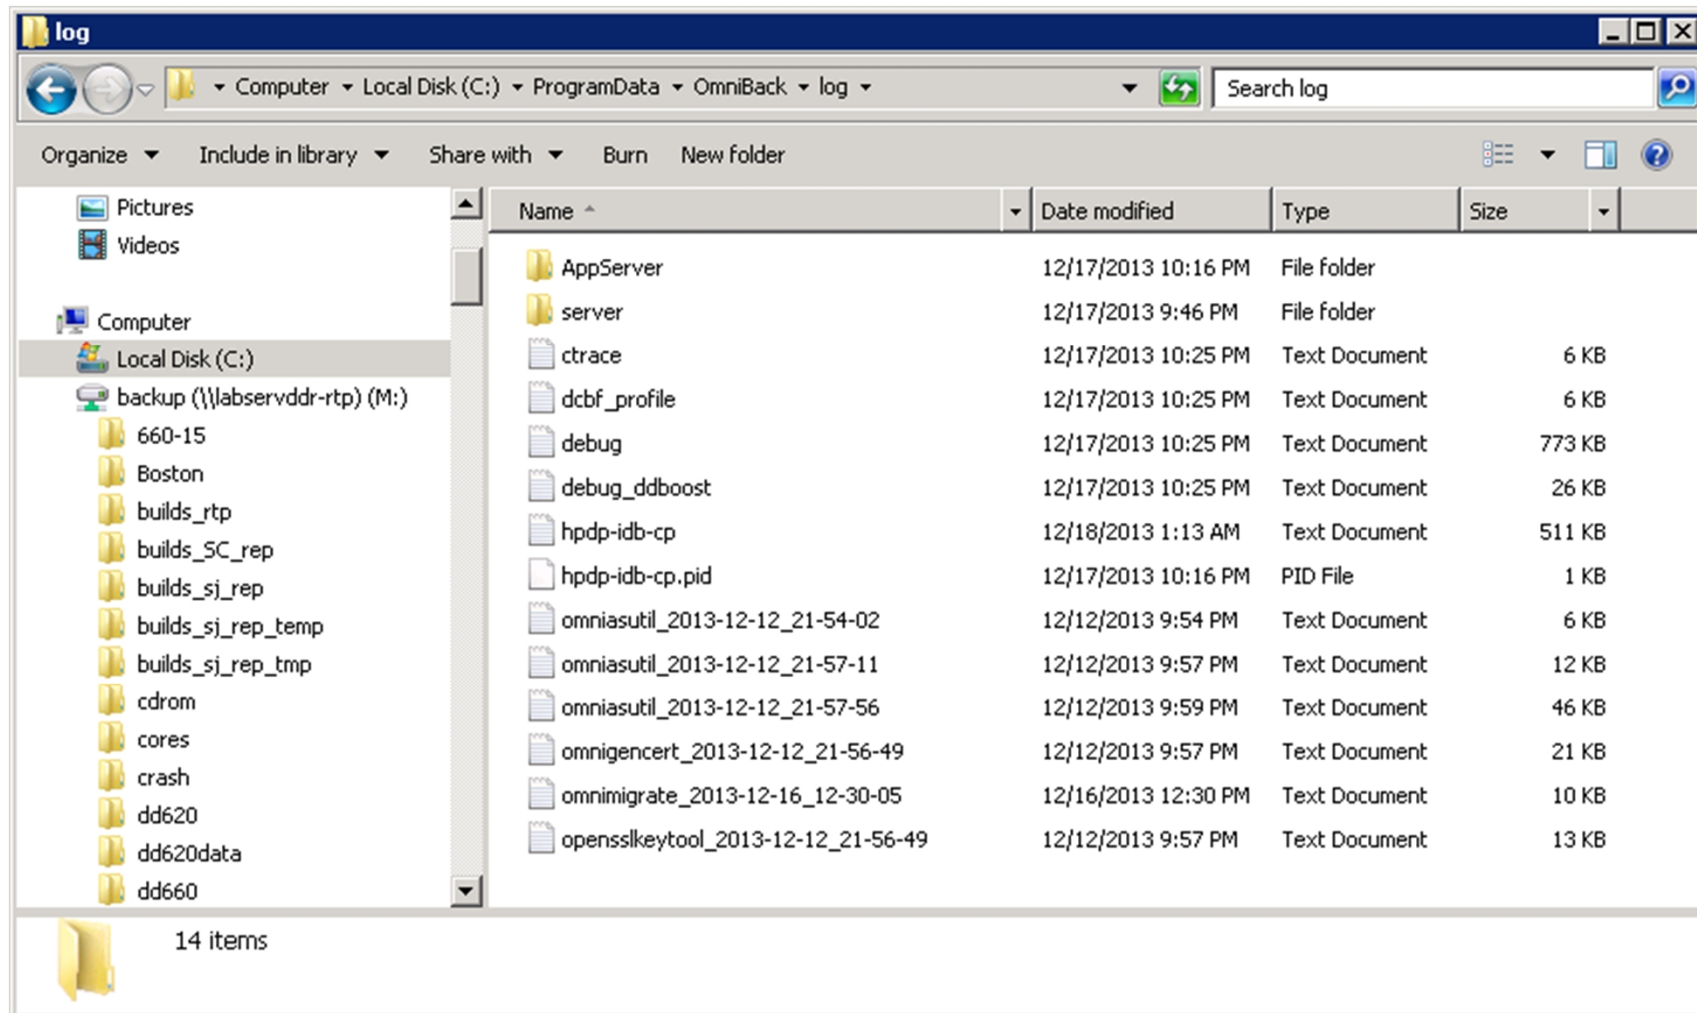 log
Computer Local Disk (C:) ProgramData OmniBack log Search log
Organize Include in library Share with Burn New folder
Pictures
Videos
Computer
Local Disk (C:)
backup (\\labservddr-rtp) (M:)
660-15
Boston
builds_rtp
builds_SC_rep
builds_sj_rep
builds_sj_rep_temp
builds_sj_rep_tmp
cdrom
cores
crash
dd620
dd620data
dd660
Name Date modified Type Size
AppServer 12/17/2013 10:16 PM File folder
server 12/17/2013 9:46 PM File folder
ctrace 12/17/2013 10:25 PM Text Document 6 KB
dcbf_profile 12/17/2013 10:25 PM Text Document 6 KB
debug 12/17/2013 10:25 PM Text Document 773 KB
debug_ddboost 12/17/2013 10:25 PM Text Document 26 KB
hpdp-idb-cp 12/18/2013 1:13 AM Text Document 511 KB
hpdp-idb-cp.pid 12/17/2013 10:16 PM PID File 1 KB
omniasutil_2013-12-12_21-54-02 12/12/2013 9:54 PM Text Document 6 KB
omniasutil_2013-12-12_21-57-11 12/12/2013 9:57 PM Text Document 12 KB
omniasutil_2013-12-12_21-57-56 12/12/2013 9:59 PM Text Document 46 KB
omnigencert_2013-12-12_21-56-49 12/12/2013 9:57 PM Text Document 21 KB
omnimigrate_2013-12-16_12-30-05 12/16/2013 12:30 PM Text Document 10 KB
opensslkeytool_2013-12-12_21-56-49 12/12/2013 9:57 PM Text Document 13 KB
14 items